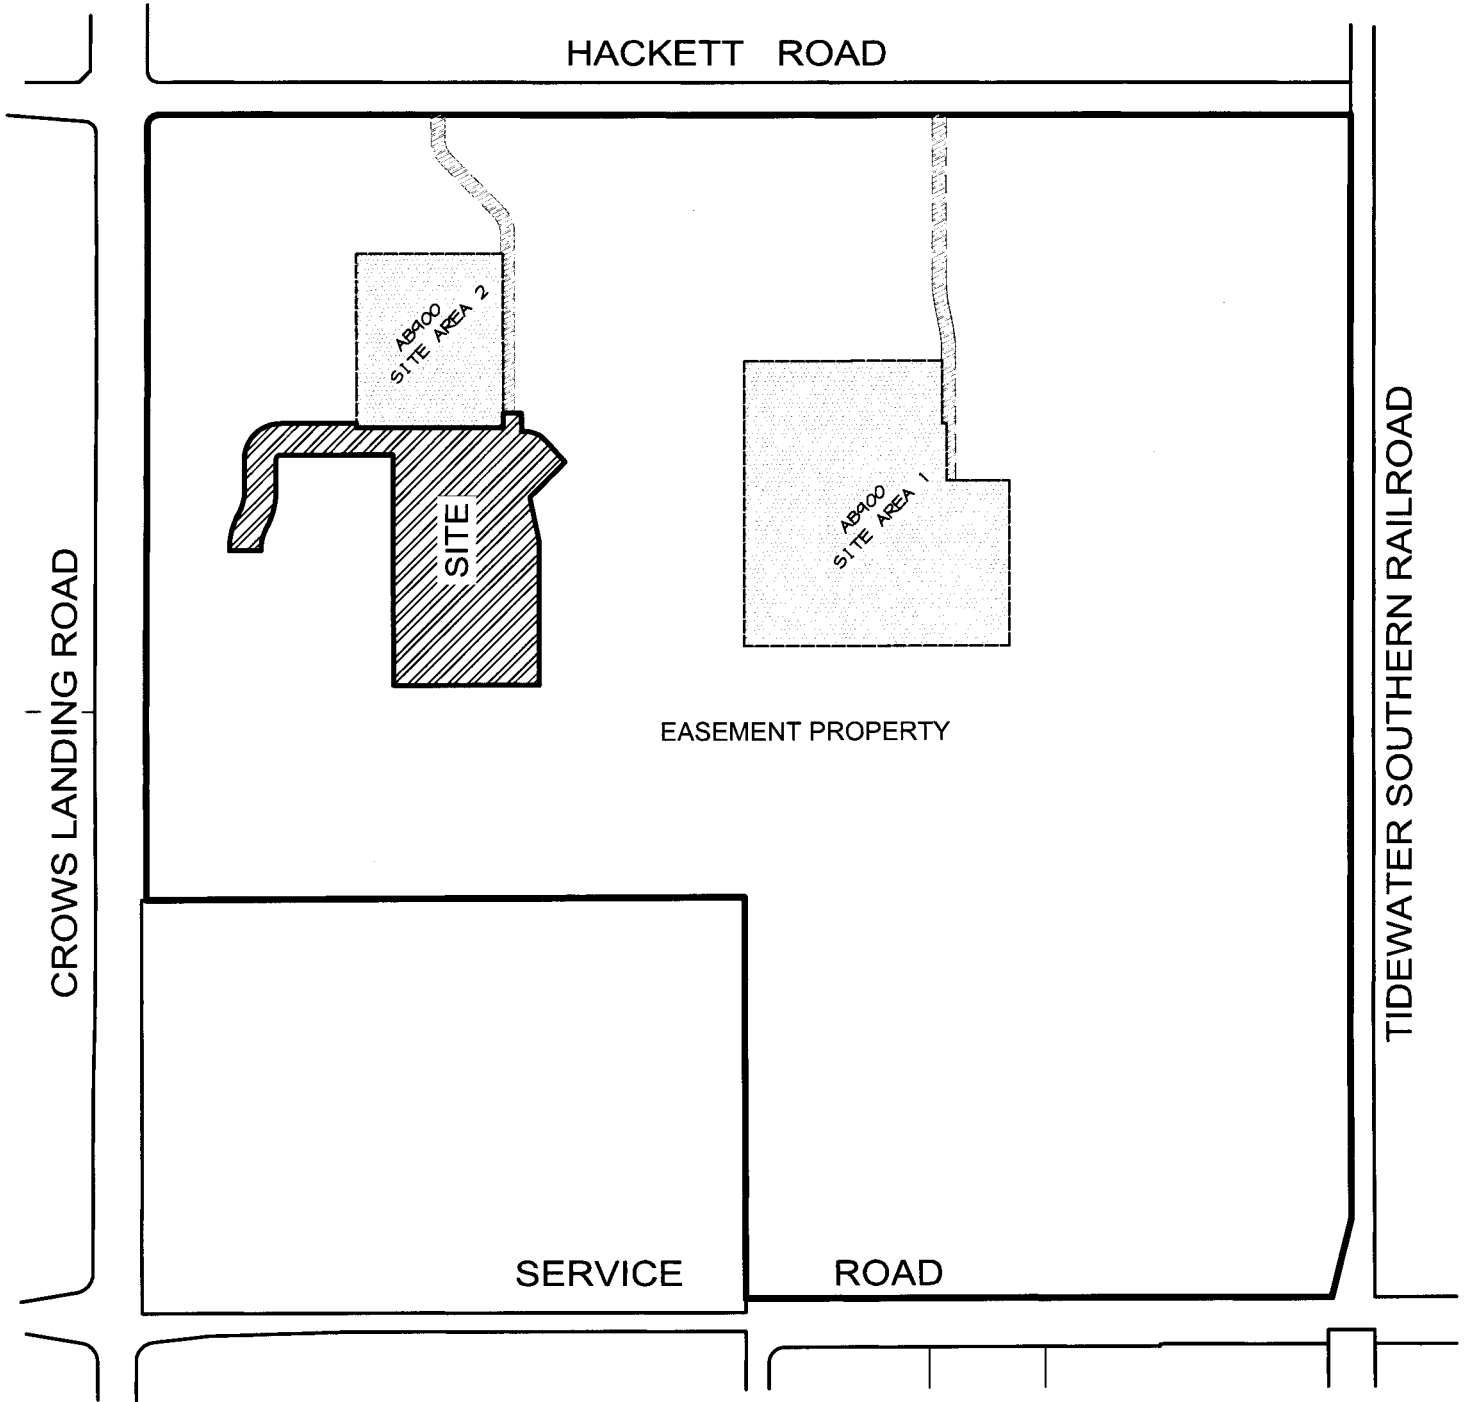 HACKETT ROAD
AB900
SITE AREA 2
SITE
AB900
SITE AREA 1
CROWS LANDING ROAD
TIDEWATER SOUTHERN RAILROAD
EASEMENT PROPERTY
SERVICE ROAD